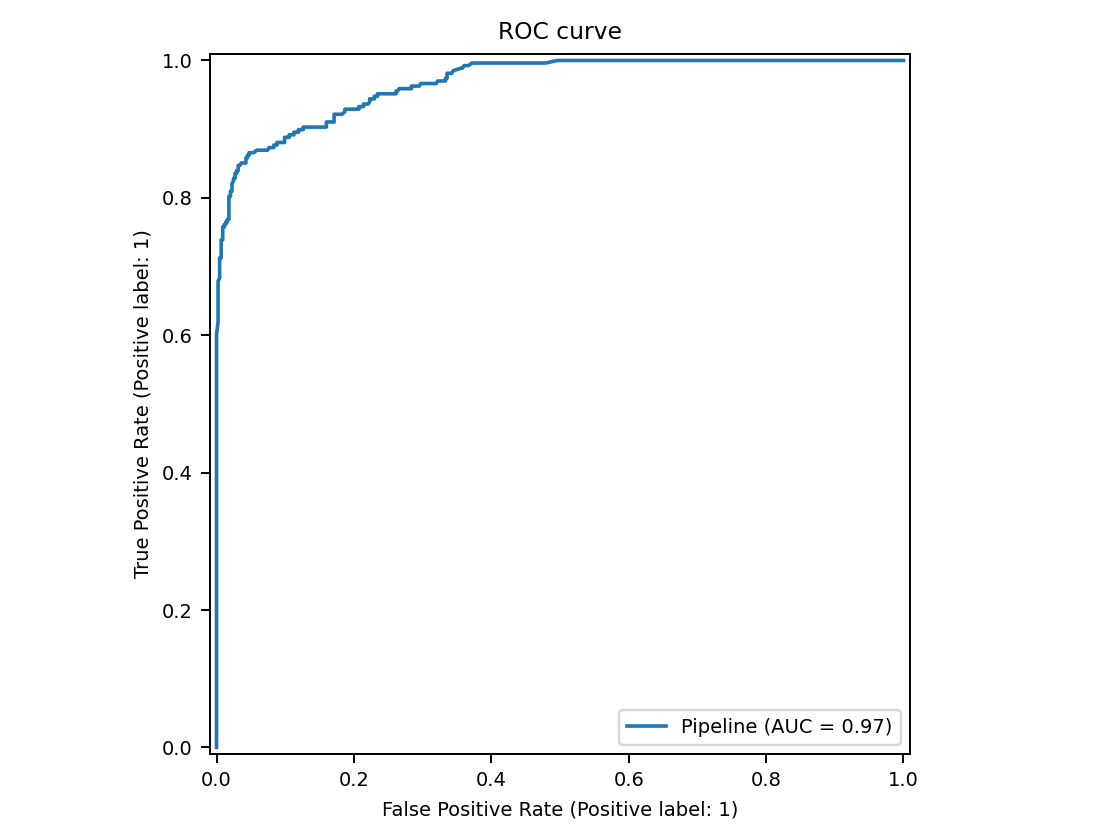 ROC curve
1.0
0.8
0.6
0.4
0.2
0.0
True Positive Rate (Positive label: 1)
Pipeline (AUC = 0.97)
0.0 0.2 0.4 0.6 0.8 1.0
False Positive Rate (Positive label: 1)